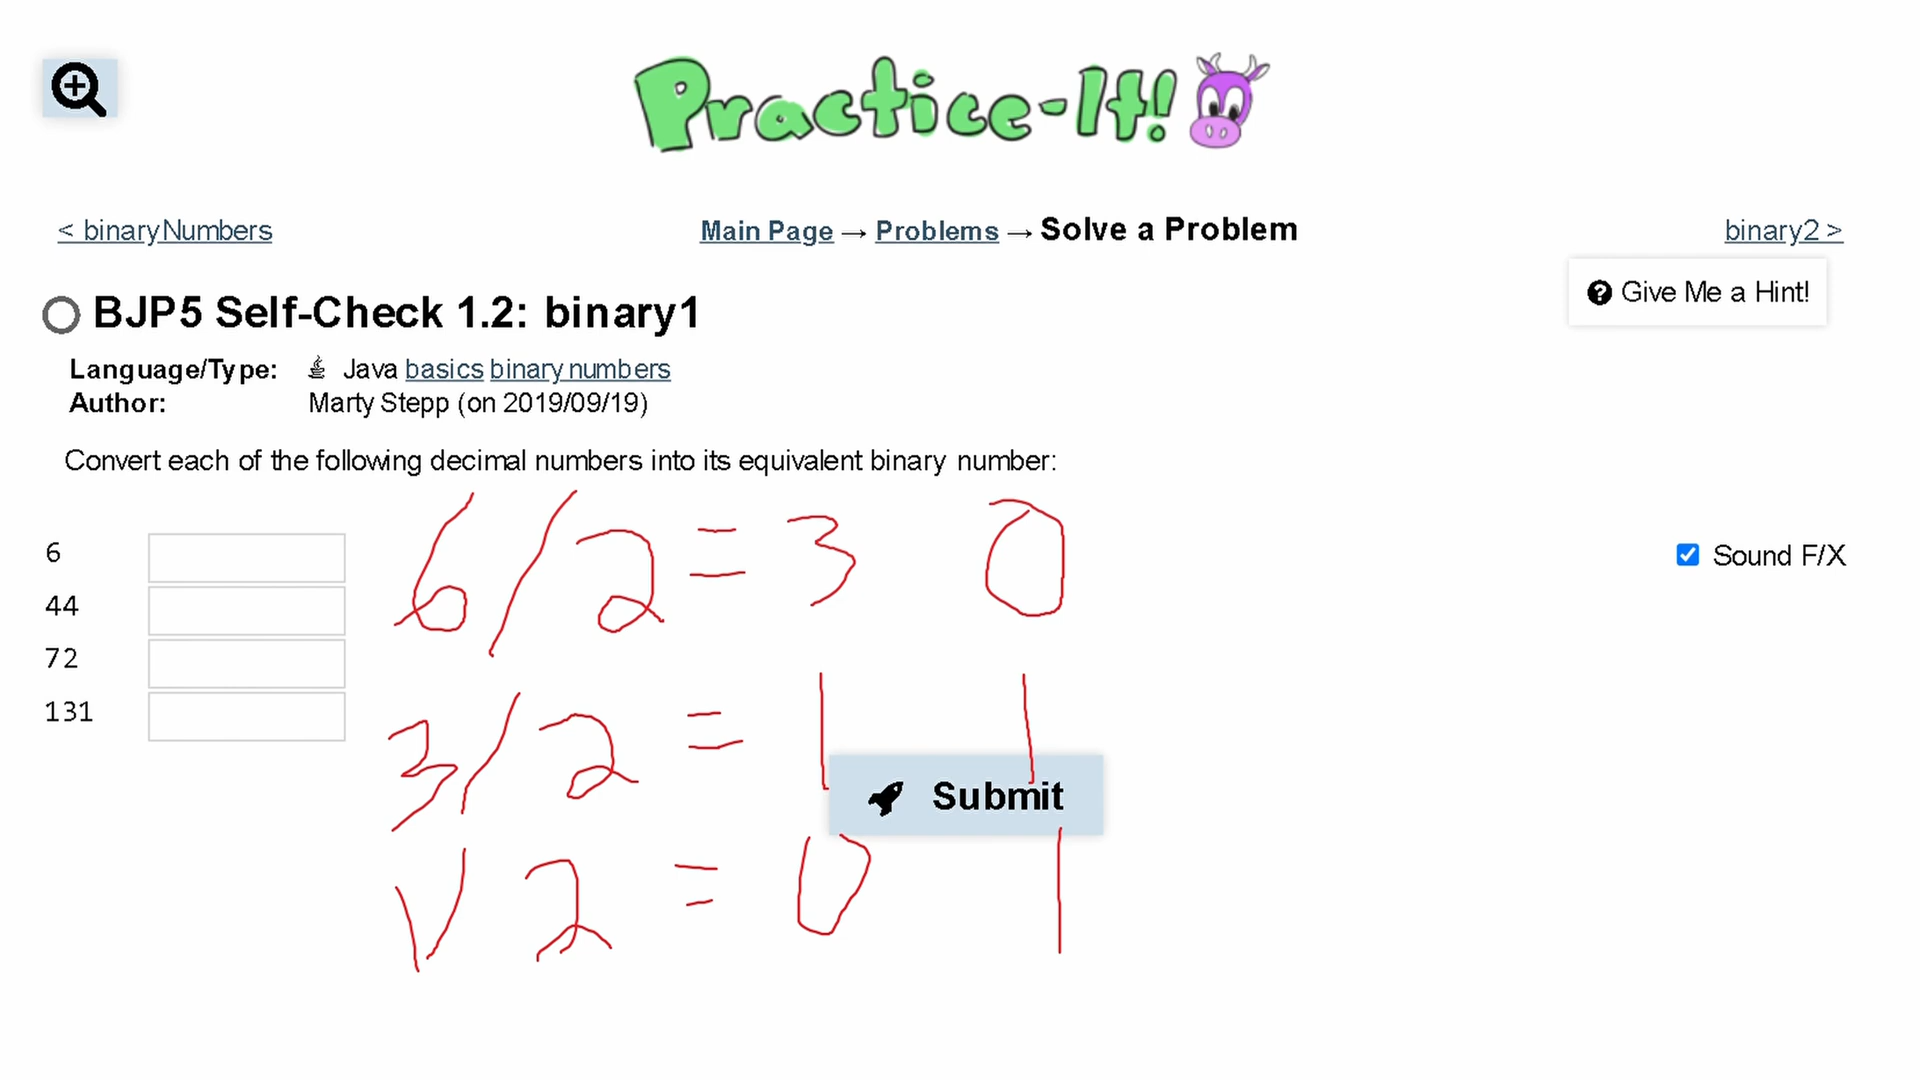 Practice-It!
< binaryNumbers
Main Page → Problems → Solve a Problem
binary2 >
Give Me a Hint!
BJP5 Self-Check 1.2: binary1
Language/Type: Java basics binary numbers
Author: Marty Stepp (on 2019/09/19)
Convert each of the following decimal numbers into its equivalent binary number:
6
44
72
131
Sound F/X
6/2 = 3 0
3/2 = 1 1
Submit
1/2 = 0 1